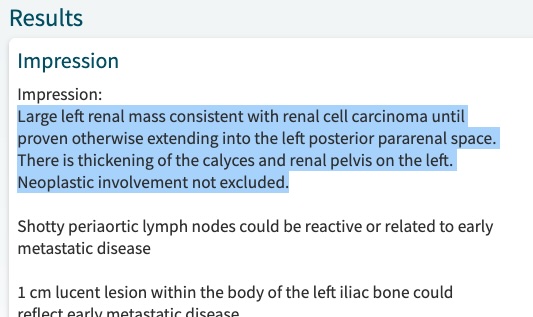 Results
Impression
Impression:
Large left renal mass consistent with renal cell carcinoma until
proven otherwise extending into the left posterior pararenal space.
There is thickening of the calyces and renal pelvis on the left.
Neoplastic involvement not excluded.
Shotty periaortic lymph nodes could be reactive or related to early
metastatic disease
1 cm lucent lesion within the body of the left iliac bone could
reflect early metastatic disease